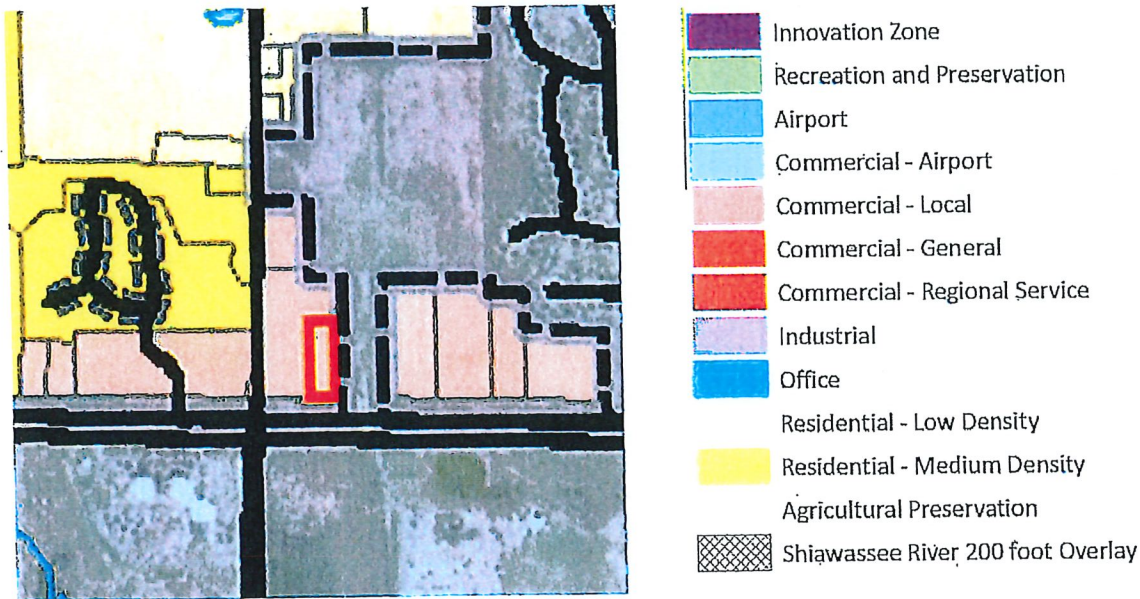 Innovation Zone
Recreation and Preservation
Airport
Commercial - Airport
Commercial - Local
Commercial - General
Commercial - Regional Service
Industrial
Office
Residential - Low Density
Residential - Medium Density
Agricultural Preservation
Shiawassee River 200 foot Overlay